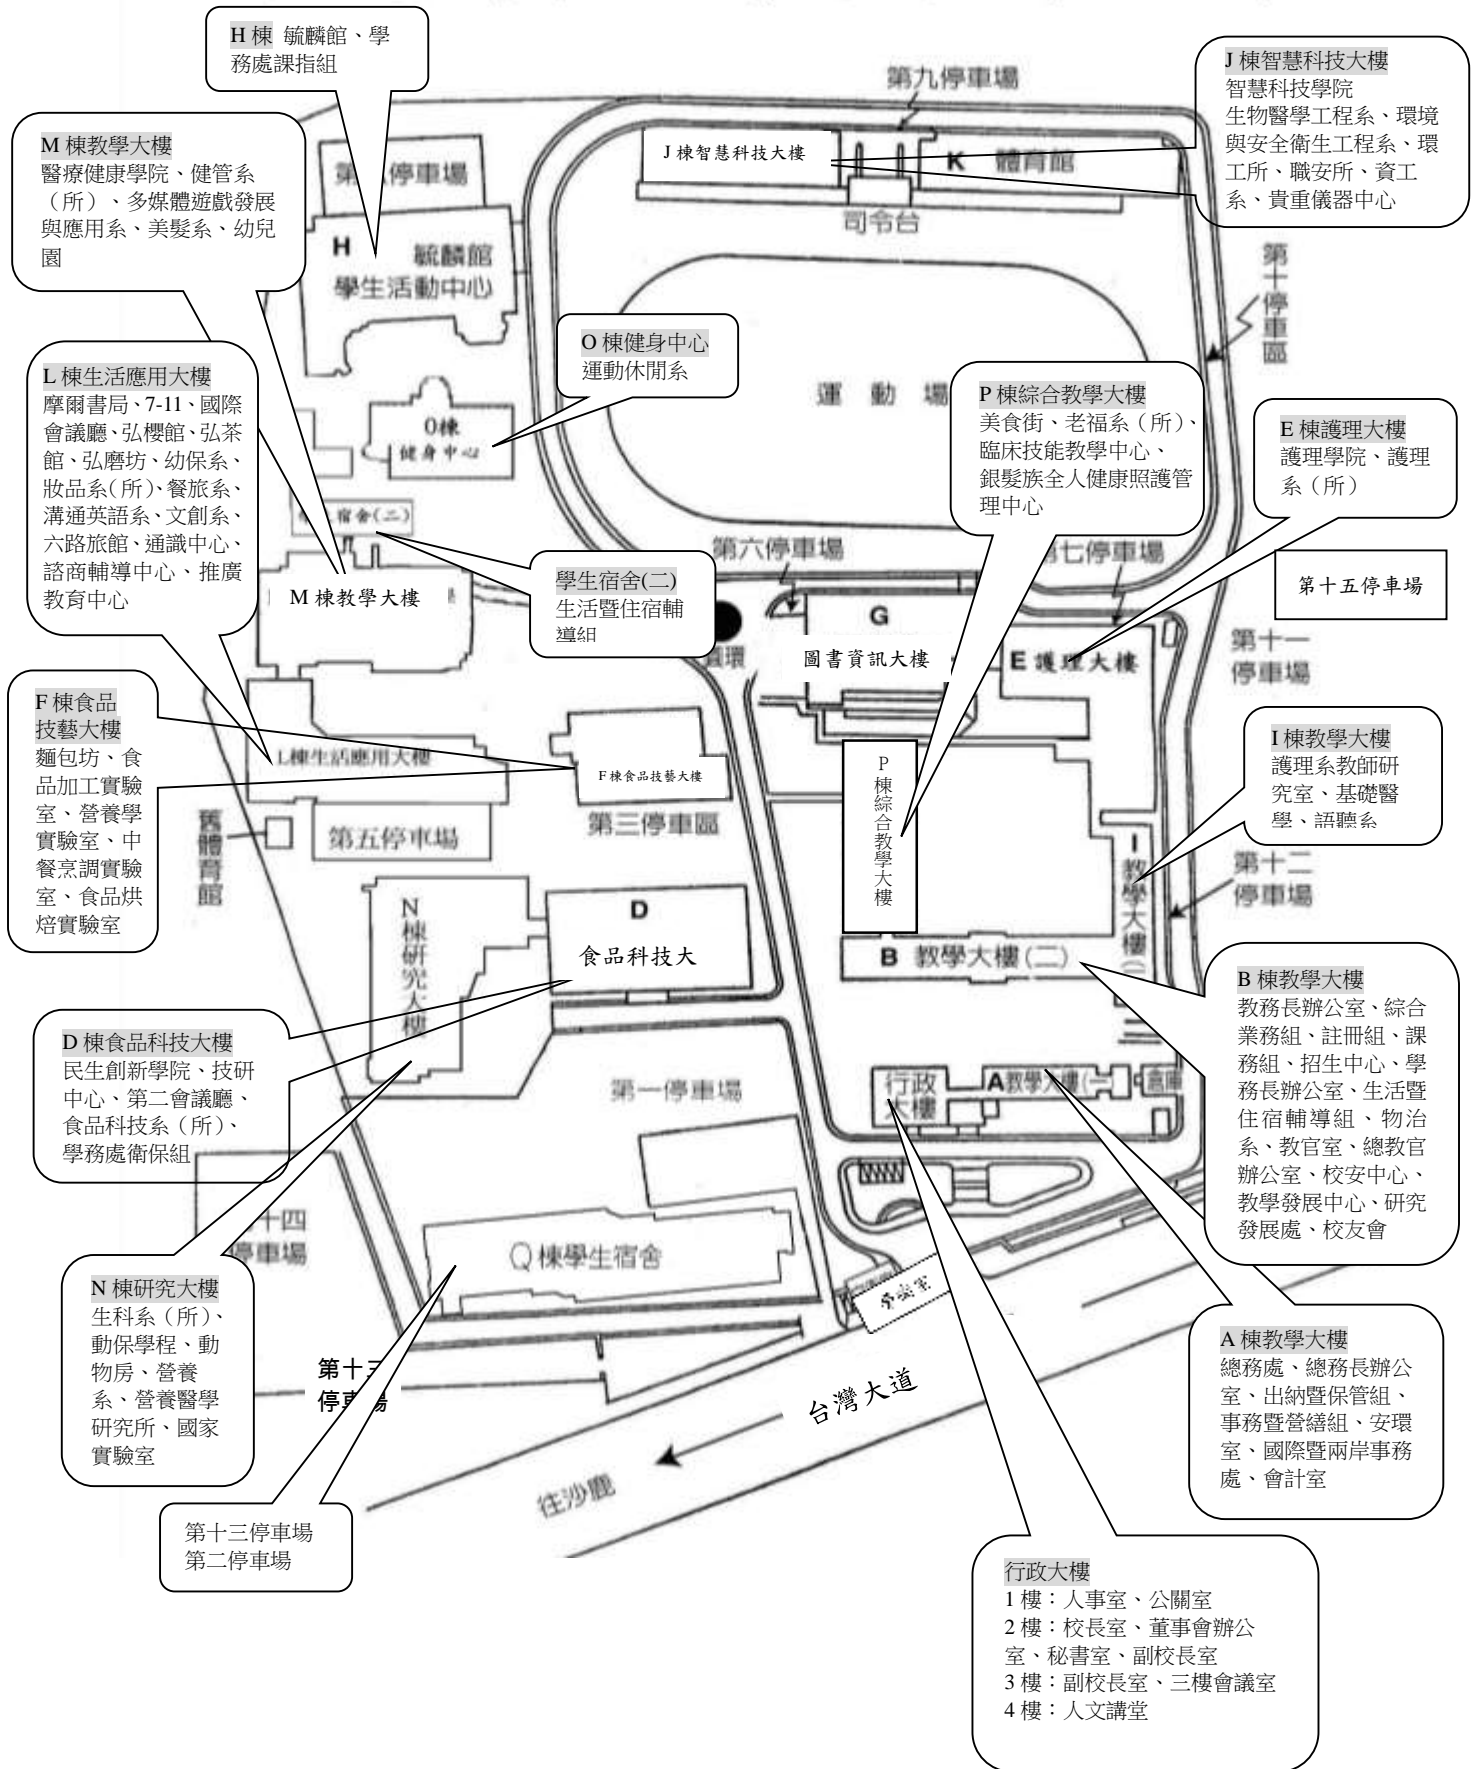 H 棟 毓麟館、學
務處課指組
J 棟智慧科技大樓
智慧科技學院
生物醫學工程系、環境
與安全衛生工程系、環
工所、職安所、資工
系、貴重儀器中心
第九停車場
M 棟教學大樓
醫療健康學院、健管系
（所）、多媒體遊戲發展
與應用系、美髮系、幼兒
園
停車場
J 棟智慧科技大樓
K 體育館
司令台
H 毓麟館
學生活動中心
第十停車區
O 棟健身中心
運動休閒系
L 棟生活應用大樓
摩爾書局、7-11、國際
會議廳、弘櫻館、弘茶
館、弘磨坊、幼保系、
妝品系（所）、餐旅系、
溝通英語系、文創系、
六路旅館、通識中心、
諮商輔導中心、推廣
教育中心
運動場
P 棟綜合教學大樓
美食街、老福系（所）、
臨床技能教學中心、
銀髮族全人健康照護管
理中心
E 棟護理大樓
護理學院、護理
系（所）
O棟
健身中心
宿舍(二)
第六停車場
七停車場
學生宿舍(二)
生活暨住宿輔
導組
第十五停車場
M 棟教學大樓
G
圖書資訊大樓
E 護理大樓
圓環
第十一
停車場
F 棟食品
技藝大樓
麵包坊、食
品加工實驗
室、營養學
實驗室、中
餐烹調實驗
室、食品烘
焙實驗室
L棟生活應用大樓
F 棟食品技藝大樓
P 棟綜合教學大樓
I 棟教學大樓
護理系教師研
究室、基礎醫
學、語聽系
舊體育館
第五停車場
第三停車區
I 教學大樓(
第十二
停車場
N棟研究大樓
D
食品科技大
B 教學大樓(二)
B 棟教學大樓
教務長辦公室、綜合
業務組、註冊組、課
務組、招生中心、學
務長辦公室、生活暨
住宿輔導組、物治
系、教官室、總教官
辦公室、校安中心、
教學發展中心、研究
發展處、校友會
D 棟食品科技大樓
民生創新學院、技研
中心、第二會議廳、
食品科技系（所）、
學務處衛保組
第一停車場
行政
大樓
A教學大樓(一)
倉庫
十四
停車場
Q棟學生宿舍
N 棟研究大樓
生科系（所）、
動保學程、動
物房、營養
系、營養醫學
研究所、國家
實驗室
警衛室
A 棟教學大樓
總務處、總務長辦公
室、出納暨保管組、
事務暨營繕組、安環
室、國際暨兩岸事務
處、會計室
第十三
停車場
台灣大道
往沙鹿
第十三停車場
第二停車場
行政大樓
1 樓：人事室、公關室
2 樓：校長室、董事會辦公
室、秘書室、副校長室
3 樓：副校長室、三樓會議室
4 樓：人文講堂